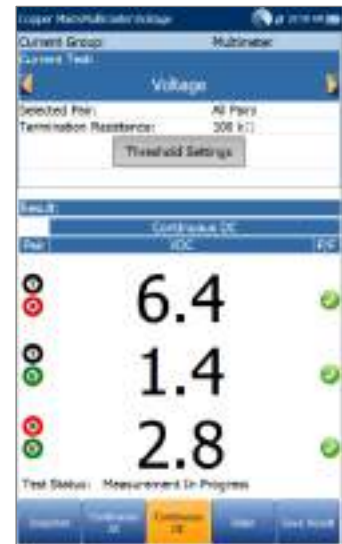 Copper Main/Multimeter/Voltage
Current Group: Multimeter
Current Test:
Voltage
Selected Pair: All Pairs
Termination Resistance: 100 kΩ
Threshold Settings
Result:
Continuous DC
Pair VDC P/F
6.4
1.4
2.8
Test Status: Measurement In Progress
Continuous DC
Save Result